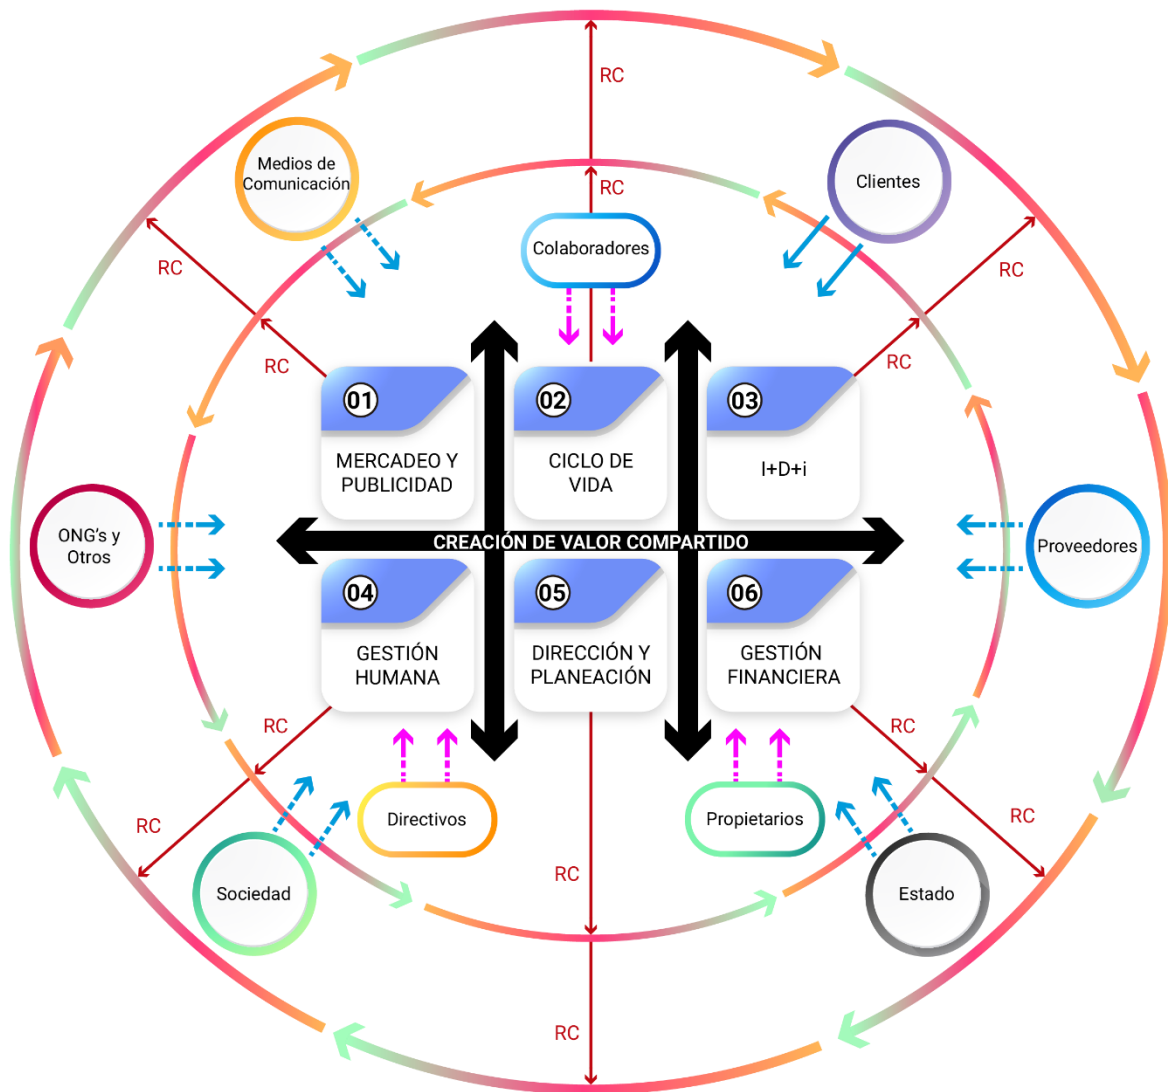 RC
RC
Medios de
Comunicación
Clientes
Colaboradores
RC
RC
RC
RC
01
02
03
MERCADEO Y
PUBLICIDAD
CICLO DE
VIDA
I+D+i
ONG's y
Otros
Proveedores
CREACIÓN DE VALOR COMPARTIDO
04
05
06
GESTIÓN
HUMANA
DIRECCIÓN Y
PLANEACIÓN
GESTIÓN
FINANCIERA
RC
RC
Directivos
Propietarios
RC
RC
RC
Sociedad
Estado
RC